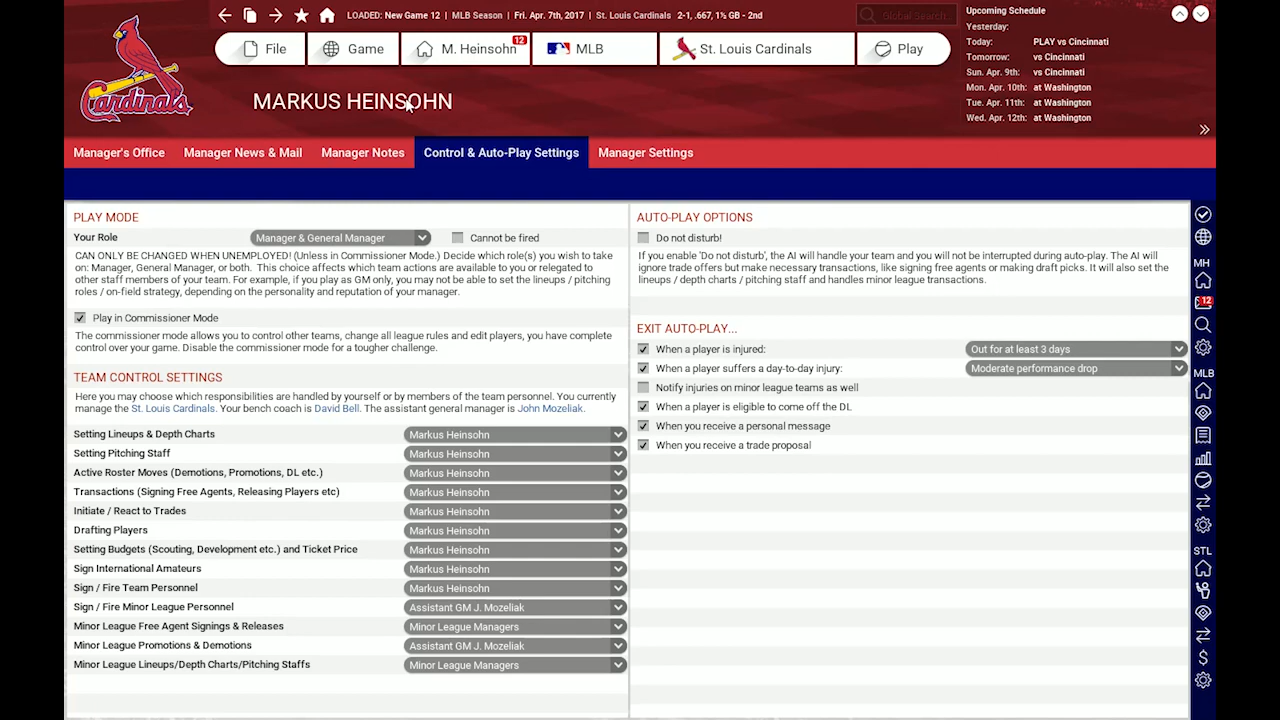 LOADED: New Game 12 | MLB Season | Fri. Apr. 7th, 2017 | St. Louis Cardinals 2-1, .667, 1½ GB - 2nd
Global Search...
Upcoming Schedule
Yesterday:
Today: PLAY vs Cincinnati
Tomorrow: vs Cincinnati
Sun. Apr. 9th: vs Cincinnati
Mon. Apr. 10th: at Washington
Tue. Apr. 11th: at Washington
Wed. Apr. 12th: at Washington
File
Game
M. Heinsohn
12
MLB
St. Louis Cardinals
Play
Cardinals
MARKUS HEINSOHN
Manager's Office
Manager News & Mail
Manager Notes
Control & Auto-Play Settings
Manager Settings
PLAY MODE
Your Role Manager & General Manager Cannot be fired
CAN ONLY BE CHANGED WHEN UNEMPLOYED! (Unless in Commissioner Mode.) Decide which role(s) you wish to
take on: Manager, General Manager, or both. This choice affects which team actions are available to you or relegated to
other staff members of your team. For example, if you play as GM only, you may not be able to set the lineups / pitching
roles / on-field strategy, depending on the personality and reputation of your manager.
Play in Commissioner Mode
The commissioner mode allows you to control other teams, change all league rules and edit players, you have complete
control over your game. Disable the commissioner mode for a tougher challenge.
TEAM CONTROL SETTINGS
Here you may choose which responsibilities are handled by yourself or by members of the team personnel. You currently
manage the St. Louis Cardinals. Your bench coach is David Bell. The assistant general manager is John Mozeliak.
Setting Lineups & Depth Charts Markus Heinsohn
Setting Pitching Staff Markus Heinsohn
Active Roster Moves (Demotions, Promotions, DL etc.) Markus Heinsohn
Transactions (Signing Free Agents, Releasing Players etc) Markus Heinsohn
Initiate / React to Trades Markus Heinsohn
Drafting Players Markus Heinsohn
Setting Budgets (Scouting, Development etc.) and Ticket Price Markus Heinsohn
Sign International Amateurs Markus Heinsohn
Sign / Fire Team Personnel Markus Heinsohn
Sign / Fire Minor League Personnel Assistant GM J. Mozeliak
Minor League Free Agent Signings & Releases Minor League Managers
Minor League Promotions & Demotions Assistant GM J. Mozeliak
Minor League Lineups/Depth Charts/Pitching Staffs Minor League Managers
AUTO-PLAY OPTIONS
Do not disturb!
If you enable 'Do not disturb', the AI will handle your team and you will not be interrupted during auto-play. The AI will
ignore trade offers but make necessary transactions, like signing free agents or making draft picks. It will also set the
lineups / depth charts / pitching staff and handles minor league transactions.
EXIT AUTO-PLAY...
When a player is injured: Out for at least 3 days
When a player suffers a day-to-day injury: Moderate performance drop
Notify injuries on minor league teams as well
When a player is eligible to come off the DL
When you receive a personal message
When you receive a trade proposal
MH
12
MLB
STL